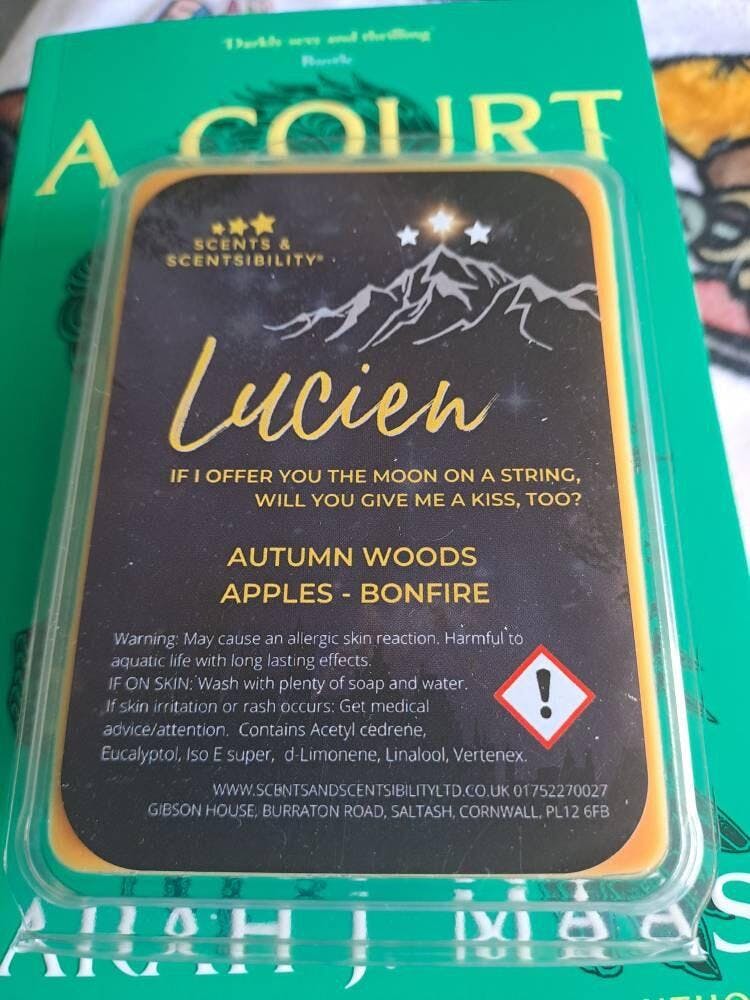 "Darkly sexy and thrilling"
A COURT
SCENTS &
SCENTSIBILITY®
Lucien
IF I OFFER YOU THE MOON ON A STRING,
WILL YOU GIVE ME A KISS, TOO?
AUTUMN WOODS
APPLES - BONFIRE
Warning: May cause an allergic skin reaction. Harmful to
aquatic life with long lasting effects.
IF ON SKIN: Wash with plenty of soap and water.
If skin irritation or rash occurs: Get medical
advice/attention. Contains Acetyl cedrene,
Eucalyptol, Iso E super, d-Limonene, Linalool, Vertenex.
WWW.SCENTSANDSCENTSIBILITYLTD.CO.UK 01752270027
GIBSON HOUSE, BURRATON ROAD, SALTASH, CORNWALL, PL12 6FB
ARAH J. MAAS